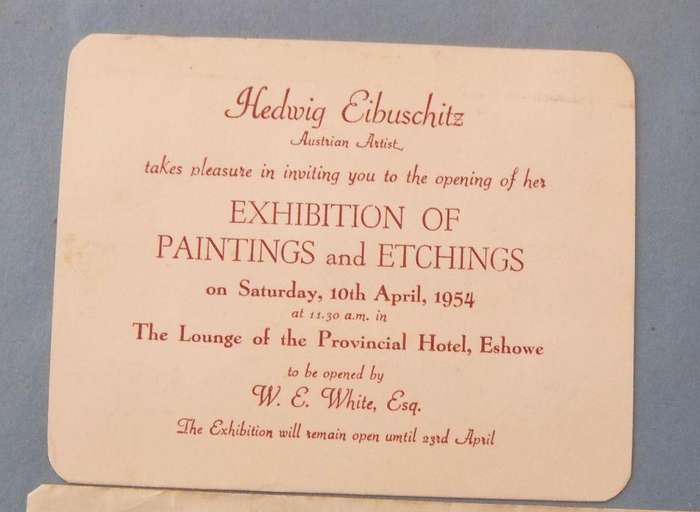 Hedwig Eibuschitz
Austrian Artist
takes pleasure in inviting you to the opening of her
EXHIBITION OF
PAINTINGS and ETCHINGS
on Saturday, 10th April, 1954
at 11.30 a.m. in
The Lounge of the Provincial Hotel, Eshowe
to be opened by
W. E. White, Esq.
The Exhibition will remain open umtil 23rd April